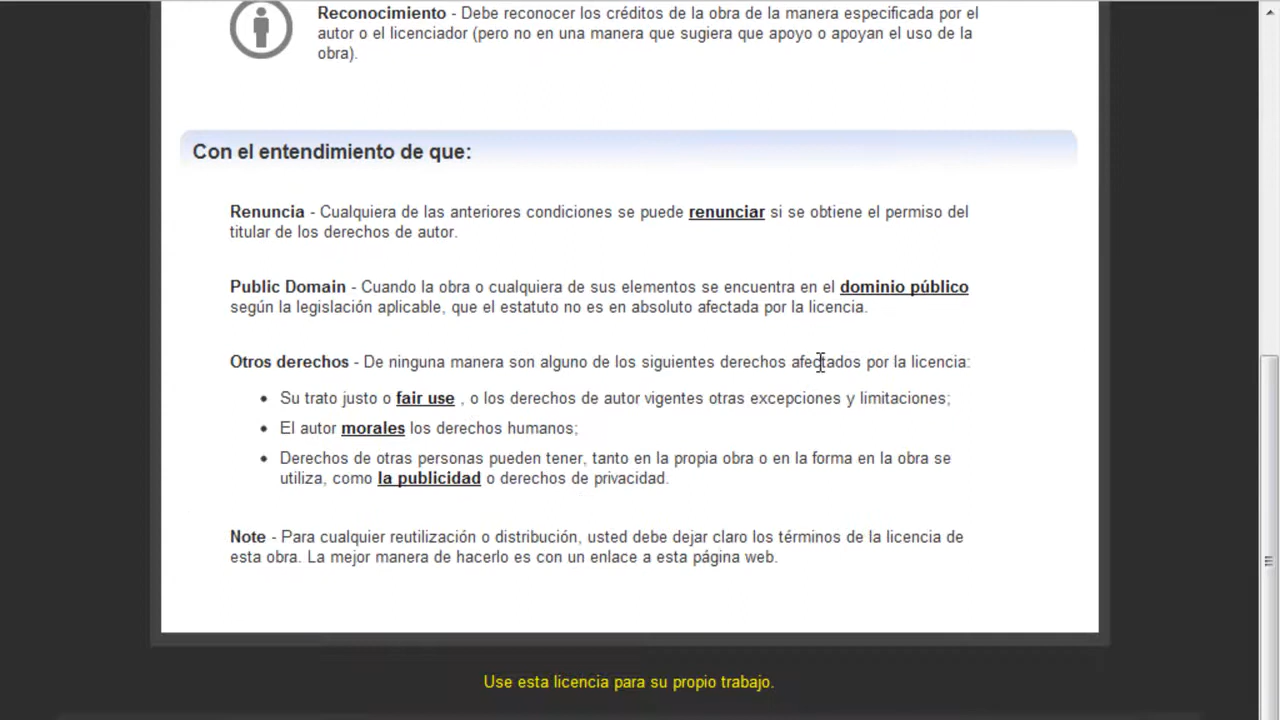 Reconocimiento - Debe reconocer los créditos de la obra de la manera especificada por el
autor o el licenciador (pero no en una manera que sugiera que apoyo o apoyan el uso de la
obra).
Con el entendimiento de que:
Renuncia - Cualquiera de las anteriores condiciones se puede renunciar si se obtiene el permiso del
titular de los derechos de autor.
Public Domain - Cuando la obra o cualquiera de sus elementos se encuentra en el dominio público
según la legislación aplicable, que el estatuto no es en absoluto afectada por la licencia.
Otros derechos - De ninguna manera son alguno de los siguientes derechos afectados por la licencia:
• Su trato justo o fair use , o los derechos de autor vigentes otras excepciones y limitaciones;
• El autor morales los derechos humanos;
• Derechos de otras personas pueden tener, tanto en la propia obra o en la forma en la obra se
utiliza, como la publicidad o derechos de privacidad.
Note - Para cualquier reutilización o distribución, usted debe dejar claro los términos de la licencia de
esta obra. La mejor manera de hacerlo es con un enlace a esta página web.
Use esta licencia para su propio trabajo.